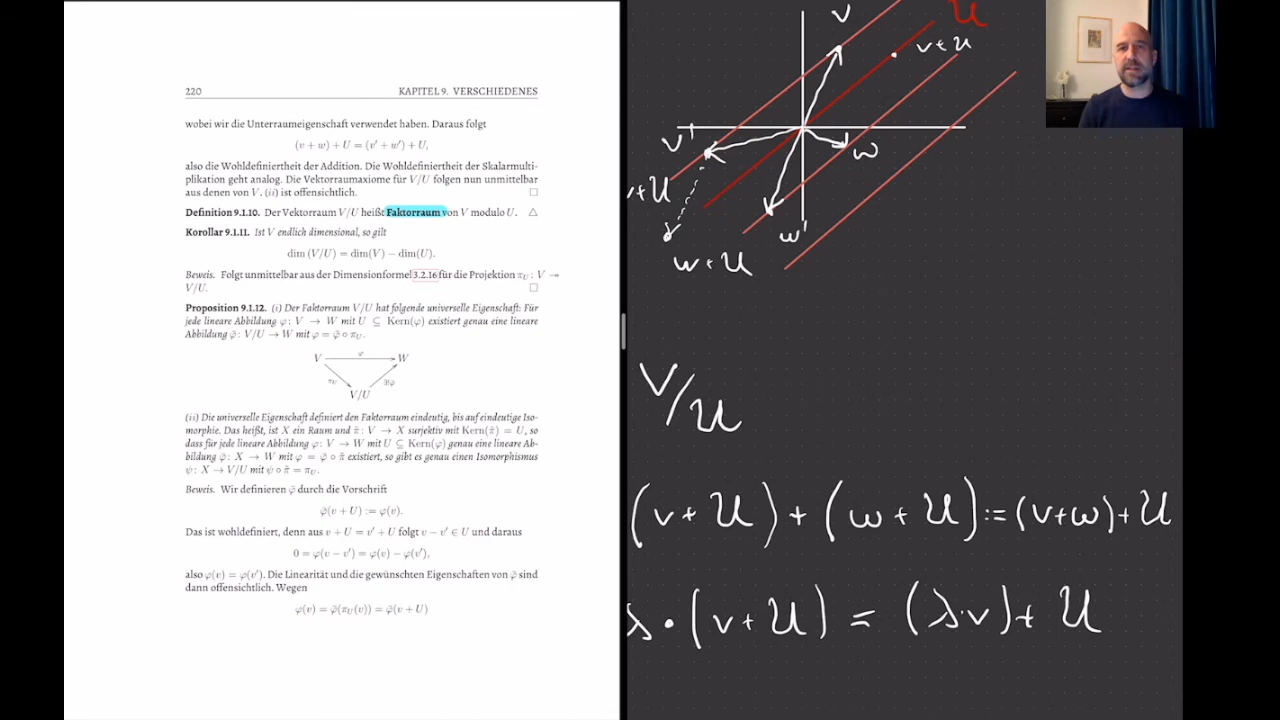 220 KAPITEL 9. VERSCHIEDENES
wobei wir die Unterraumeigenschaft verwendet haben. Daraus folgt
(v + w) + U = (v′ + w′) + U,
also die Wohldefiniertheit der Addition. Die Wohldefiniertheit der Skalarmulti-
plikation geht analog. Die Vektorraumaxiome für V/U folgen nun unmittelbar
aus denen von V. (ii) ist offensichtlich. □
Definition 9.1.10. Der Vektorraum V/U heißt Faktorraum von V modulo U. △
Korollar 9.1.11. Ist V endlich dimensional, so gilt
dim (V/U) = dim(V) − dim(U).
Beweis. Folgt unmittelbar aus der Dimensionformel 3.2.16 für die Projektion π_U : V ↠
V/U. □
Proposition 9.1.12. (i) Der Faktorraum V/U hat folgende universelle Eigenschaft: Für
jede lineare Abbildung φ: V → W mit U ⊆ Kern(φ) existiert genau eine lineare
Abbildung φ̄: V/U → W mit φ = φ̄ ∘ π_U.
φ
V W
π_U ∃!φ̄
V/U
(ii) Die universelle Eigenschaft definiert den Faktorraum eindeutig, bis auf eindeutige Iso-
morphie. Das heißt, ist X ein Raum und π̃: V → X surjektiv mit Kern(π̃) = U, so
dass für jede lineare Abbildung φ: V → W mit U ⊆ Kern(φ) genau eine lineare Ab-
bildung φ̄: X → W mit φ = φ̄ ∘ π̃ existiert, so gibt es genau einen Isomorphismus
ψ: X → V/U mit ψ ∘ π̃ = π_U.
Beweis. Wir definieren φ̄ durch die Vorschrift
φ̄(v + U) := φ(v).
Das ist wohldefiniert, denn aus v + U = v′ + U folgt v − v′ ∈ U und daraus
0 = φ(v − v′) = φ(v) − φ(v′),
also φ(v) = φ(v′). Die Linearität und die gewünschten Eigenschaften von φ̄ sind
dann offensichtlich. Wegen
φ(v) = φ̄(π_U(v)) = φ̄(v + U)
v U
v ∈ U
v′
w
+ U
w′
w + U
V/U
(v + U) + (w + U) := (v+w) + U
λ · (v + U) = (λ·v) + U